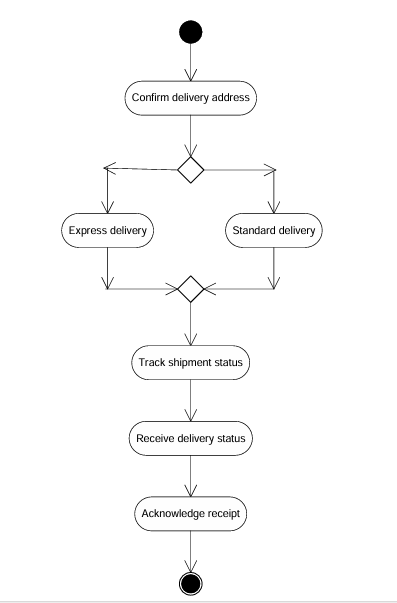 Confirm delivery address
Express delivery
Standard delivery
Track shipment status
Receive delivery status
Acknowledge receipt